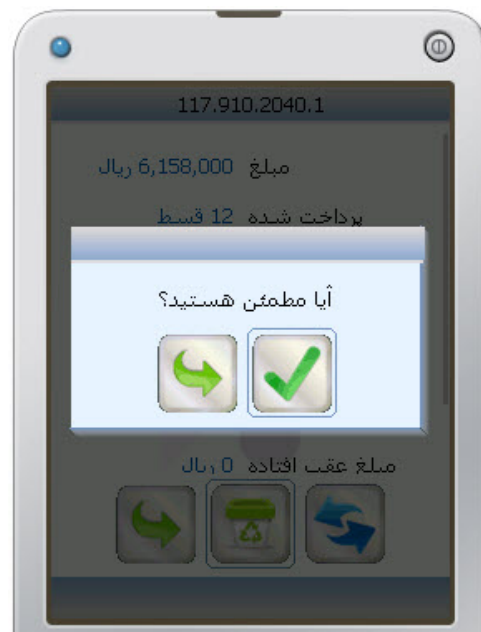 117.910.2040.1
مبلغ 6,158,000 ریال
پرداخت شده 12 قسط
آیا مطمئن هستید؟
مبلغ عقب افتاده 0 ریال